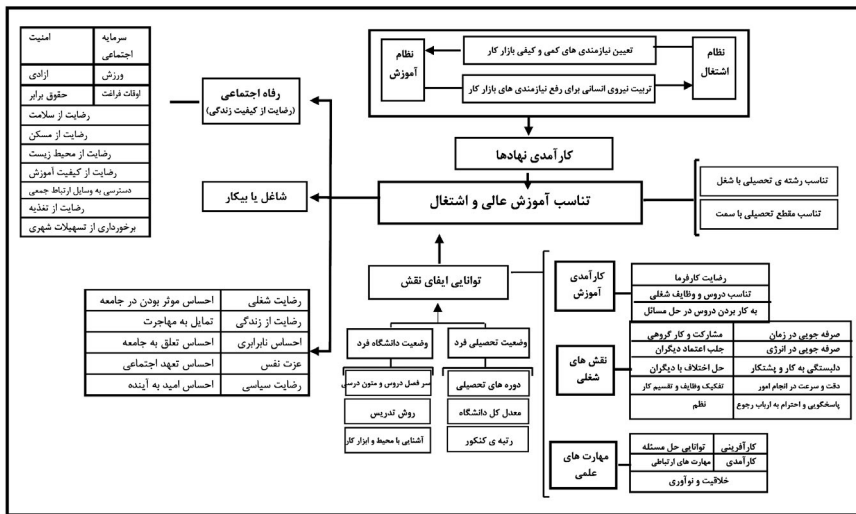 نظام
اشتغال
تعیین نیازمندی های کمی و کیفی بازار کار
تربیت نیروی انسانی برای رفع نیازمندی های بازار کار
نظام
آموزش
کارآمدی نهادها
تناسب آموزش عالی و اشتغال
تناسب رشته ی تحصیلی با شغل
تناسب مقطع تحصیلی با سمت
رفاه اجتماعی
(رضایت از کیفیت زندگی)
سرمایه اجتماعی
امنیت
ورزش
ازادی
اوقات فراغت
حقوق برابر
رضایت از سلامت
رضایت از مسکن
رضایت از محیط زیست
رضایت از کیفیت آموزش
دسترسی به وسایل ارتباط جمعی
رضایت از تغذیه
برخورداری از تسهیلات شهری
شاغل یا بیکار
رضایت شغلی
احساس موثر بودن در جامعه
رضایت از زندگی
تمایل به مهاجرت
احساس نابرابری
احساس تعلق به جامعه
عزت نفس
احساس تعهد اجتماعی
رضایت سیاسی
احساس امید به آینده
توانایی ایفای نقش
وضعیت تحصیلی فرد
دوره های تحصیلی
معدل کل دانشگاه
رتبه ی کنکور
وضعیت دانشگاه فرد
سر فصل دروس و متون درسی
روش تدریس
آشنایی با محیط و ابزار کار
کارآمدی
آموزش
رضایت کارفرما
تناسب دروس و وظایف شغلی
به کار بردن دروس در حل مسائل
نقش های
شغلی
صرفه جویی در زمان
مشارکت و کار گروهی
صرفه جویی در انرژی
جلب اعتماد دیگران
دلبستگی به کار و پشتکار
حل اختلاف با دیگران
دقت و سرعت در انجام امور
تفکیک وظایف و تقسیم کار
پاسخگویی و احترام به ارباب رجوع
نظم
مهارت های
علمی
کارآفرینی
توانایی حل مسئله
کارآمدی
مهارت های ارتباطی
خلاقیت و نوآوری